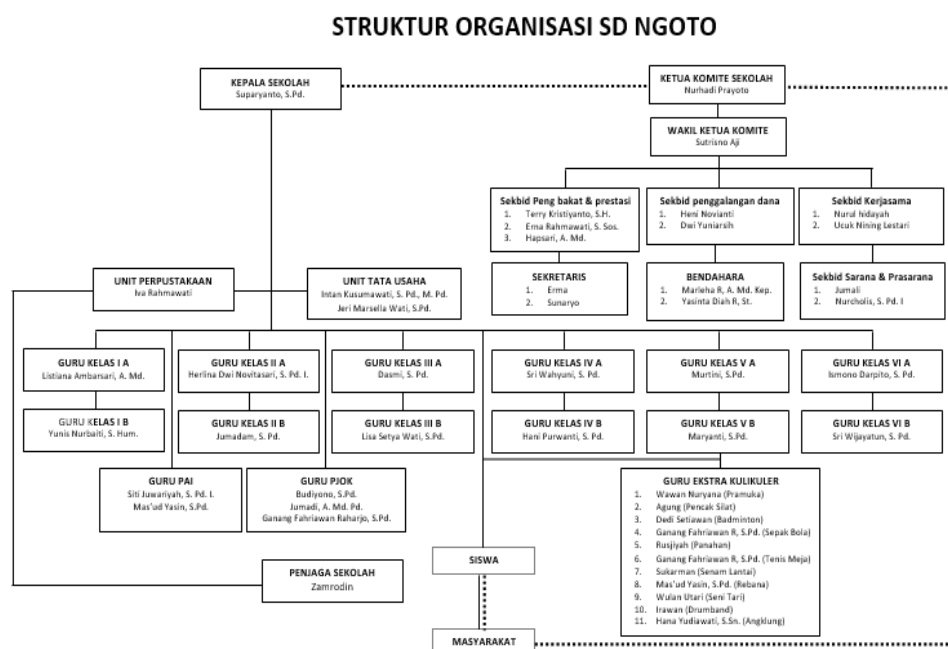 STRUKTUR ORGANISASI SD NGOTO
KEPALA SEKOLAH
Suparyanto, S.Pd.
KETUA KOMITE SEKOLAH
Nurhadi Prayoto
WAKIL KETUA KOMITE
Sutrisno Aji
Sekbid Peng bakat & prestasi
1. Terry Kristiyanto, S.H.
2. Erna Rahmawati, S. Sos.
3. Hapsari, A. Md.
Sekbid penggalangan dana
1. Heni Novianti
2. Dwi Yuniarsih
Sekbid Kerjasama
1. Nurul hidayah
2. Ucuk Nining Lestari
UNIT PERPUSTAKAAN
Iva Rahmawati
UNIT TATA USAHA
Intan Kusumawati, S. Pd., M. Pd.
Jeri Marsella Wati, S.Pd.
SEKRETARIS
1. Erma
2. Sunaryo
BENDAHARA
1. Marieha R, A. Md. Kep.
2. Yasinta Diah R, St.
Sekbid Sarana & Prasarana
1. Jumali
2. Nurcholis, S. Pd. I
GURU KELAS I A
Listiana Ambarsari, A. Md.
GURU KELAS II A
Herlina Dwi Novitasari, S. Pd. I.
GURU KELAS III A
Dasmi, S. Pd.
GURU KELAS IV A
Sri Wahyuni, S. Pd.
GURU KELAS V A
Murtini, S.Pd.
GURU KELAS VI A
Ismono Darpito, S. Pd.
GURU KELAS I B
Yunis Nurbaiti, S. Hum.
GURU KELAS II B
Jumadam, S. Pd.
GURU KELAS III B
Lisa Setya Wati, S.Pd.
GURU KELAS IV B
Hani Purwanti, S. Pd.
GURU KELAS V B
Maryanti, S.Pd.
GURU KELAS VI B
Sri Wijayatun, S. Pd.
GURU PAI
Siti Juwariyah, S. Pd. I.
Mas'ud Yasin, S.Pd.
GURU PJOK
Budiyono, S.Pd.
Jumadi, A. Md. Pd.
Ganang Fahriawan Raharjo, S.Pd.
GURU EKSTRA KULIKULER
1. Wawan Nuryana (Pramuka)
2. Agung (Pencak Silat)
3. Dedi Setiawan (Badminton)
4. Ganang Fahriawan R, S.Pd. (Sepak Bola)
5. Rusjiyah (Panahan)
6. Ganang Fahriawan R, S.Pd. (Tenis Meja)
7. Sukarman (Senam Lantai)
8. Mas'ud Yasin, S.Pd. (Rebana)
9. Wulan Utari (Seni Tari)
10. Irawan (Drumband)
11. Hana Yudiawati, S.Sn. (Angklung)
SISWA
PENJAGA SEKOLAH
Zamrodin
MASYARAKAT